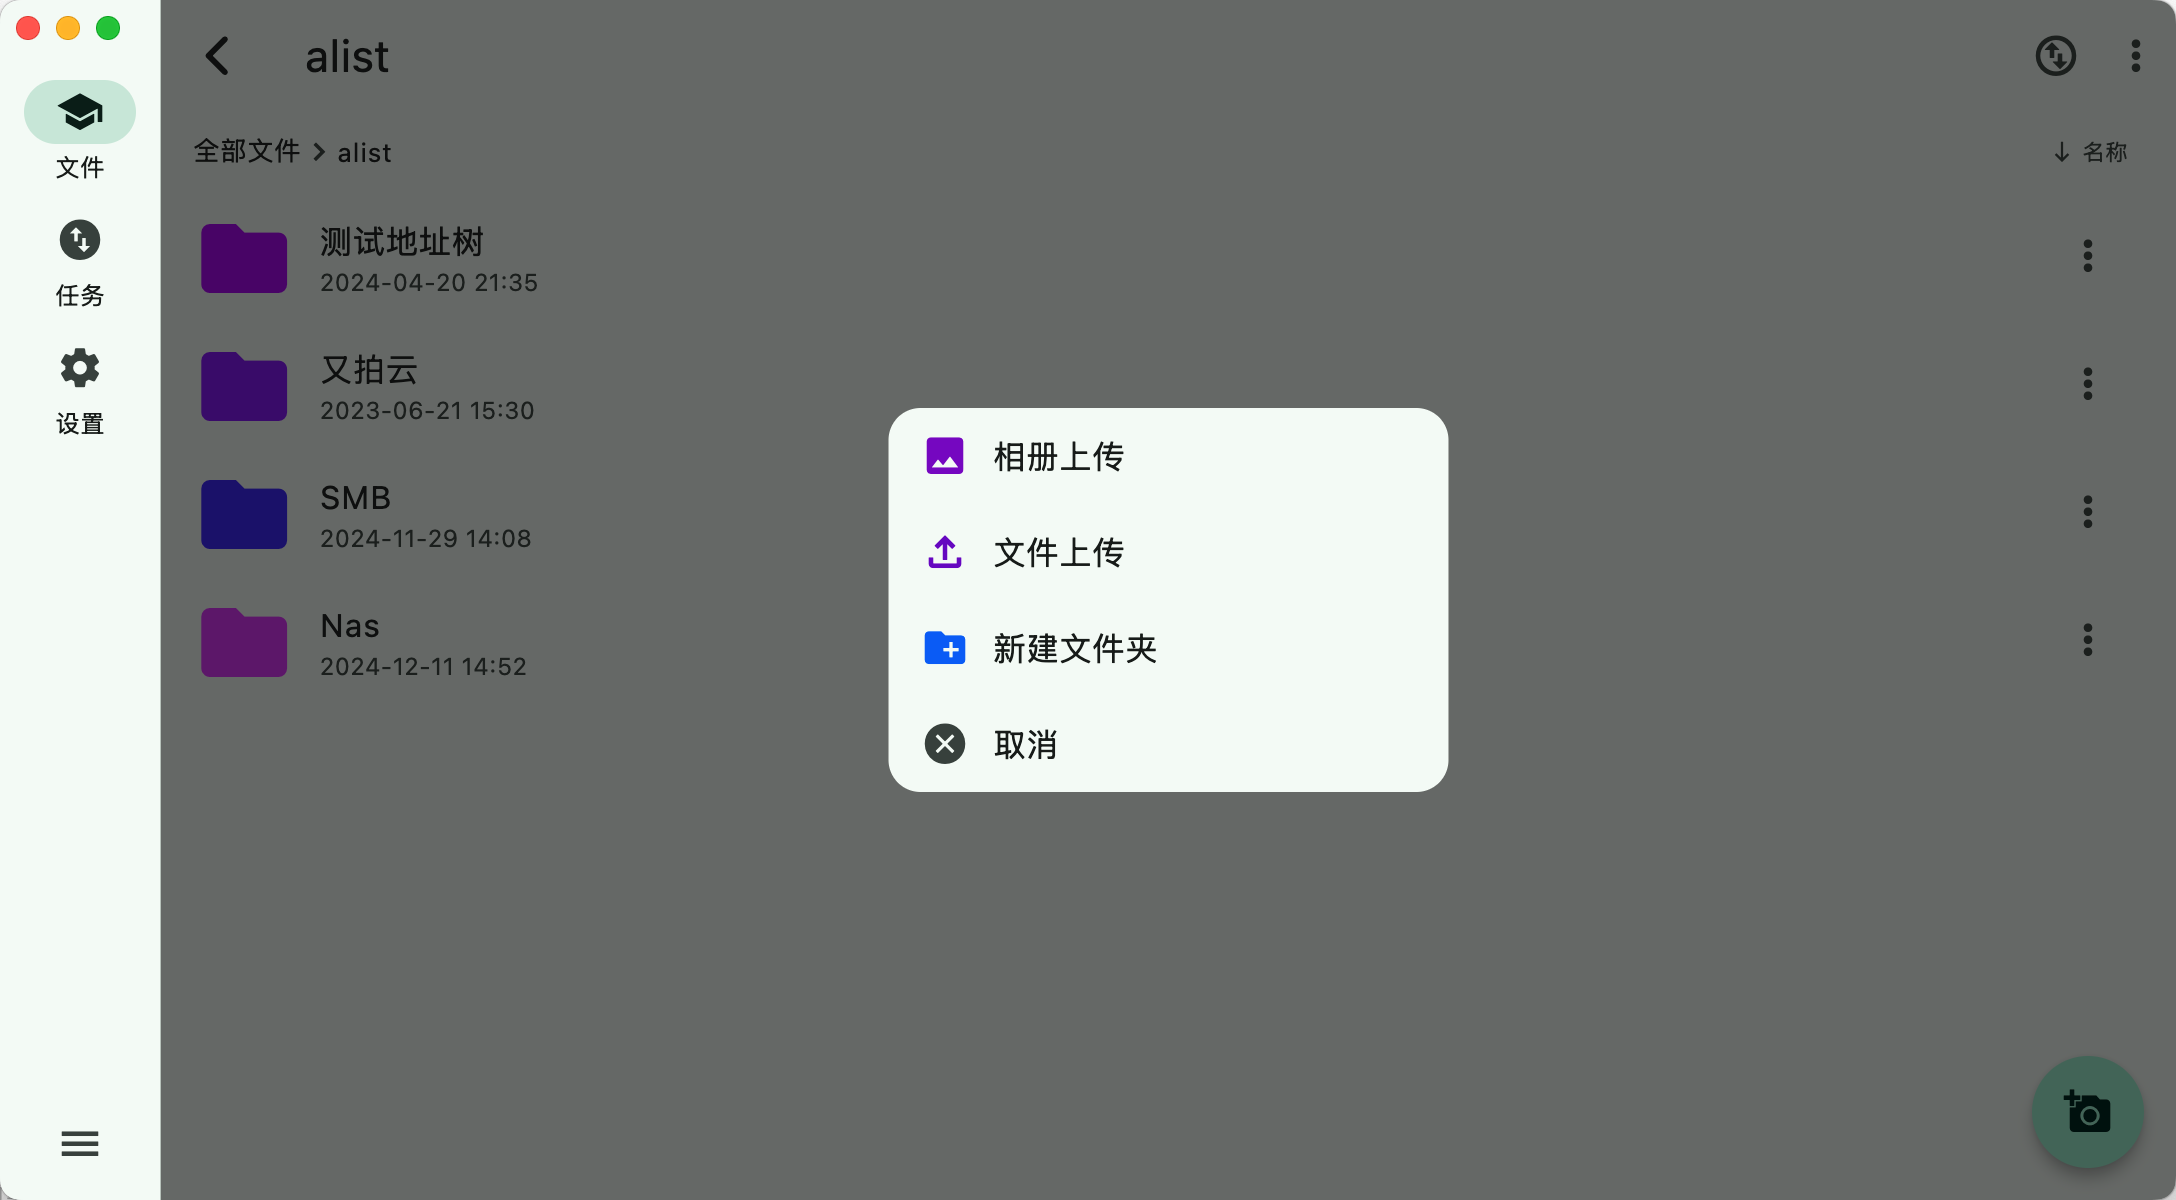 alist
文件
任务
设置
全部文件 > alist
↓ 名称
测试地址树
2024-04-20 21:35
又拍云
2023-06-21 15:30
SMB
2024-11-29 14:08
Nas
2024-12-11 14:52
相册上传
文件上传
新建文件夹
取消